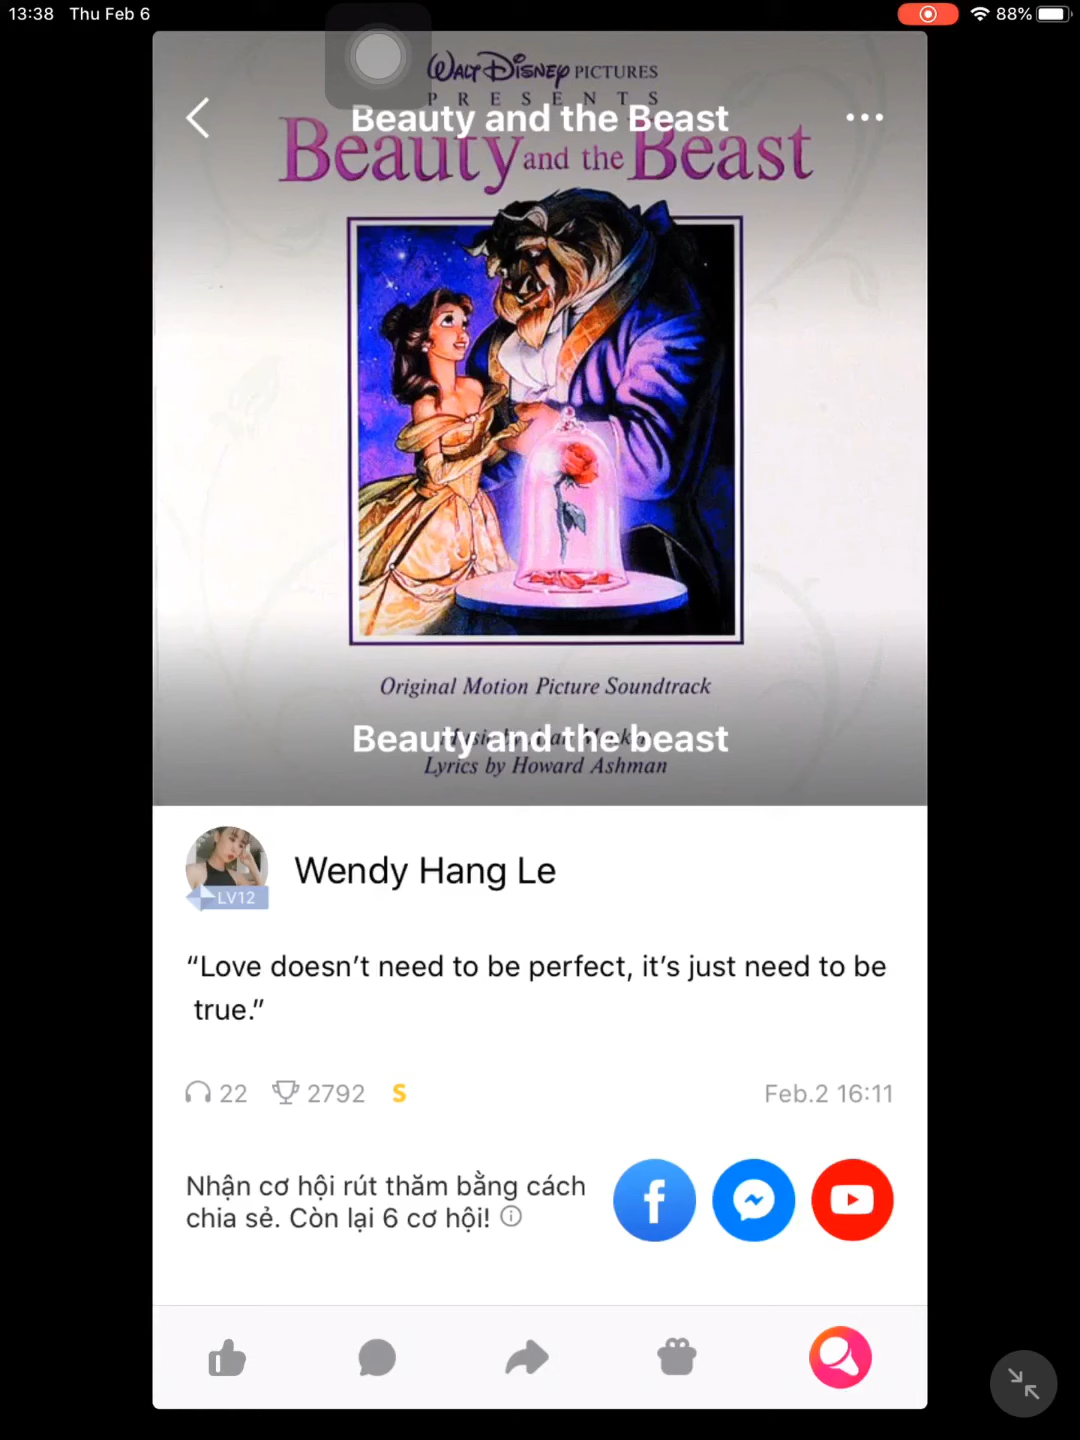 13:38 Thu Feb 6
88%
WALT DISNEY PICTURES
PRESENTS
Beauty and the Beast
Beauty and the Beast
Original Motion Picture Soundtrack
Beauty and the beast
Lyrics by Howard Ashman
LV12
Wendy Hang Le
“Love doesn’t need to be perfect, it’s just need to be
true.”
22 2792 S Feb.2 16:11
Nhận cơ hội rút thăm bằng cách
chia sẻ. Còn lại 6 cơ hội!